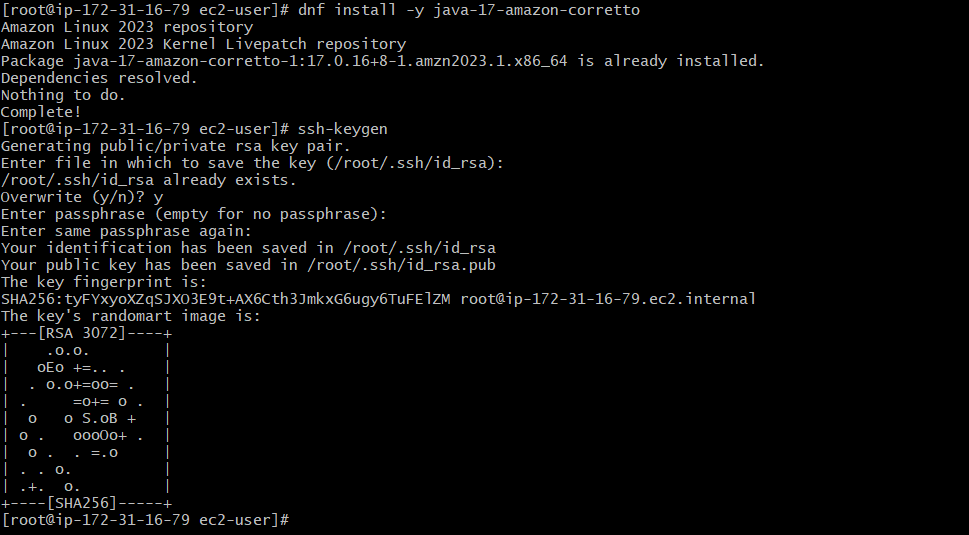 [root@ip-172-31-16-79 ec2-user]# dnf install -y java-17-amazon-corretto
Amazon Linux 2023 repository
Amazon Linux 2023 Kernel Livepatch repository
Package java-17-amazon-corretto-1:17.0.16+8-1.amzn2023.1.x86_64 is already installed.
Dependencies resolved.
Nothing to do.
Complete!
[root@ip-172-31-16-79 ec2-user]# ssh-keygen
Generating public/private rsa key pair.
Enter file in which to save the key (/root/.ssh/id_rsa):
/root/.ssh/id_rsa already exists.
Overwrite (y/n)? y
Enter passphrase (empty for no passphrase):
Enter same passphrase again:
Your identification has been saved in /root/.ssh/id_rsa
Your public key has been saved in /root/.ssh/id_rsa.pub
The key fingerprint is:
SHA256:tyFYxyoXZqSJXO3E9t+AX6Cth3JmkxG6ugy6TuFElZM root@ip-172-31-16-79.ec2.internal
The key's randomart image is:
+---[RSA 3072]----+
|    .o.o.        |
|   oEo +=.. .    |
|  . o.o+=oo= .   |
| .     =o+= o .  |
|  o   o S.oB +   |
| o .   oooOo+ .  |
|  o .  . =.o     |
| . . o.          |
| .+.  o.         |
+----[SHA256]-----+
[root@ip-172-31-16-79 ec2-user]#